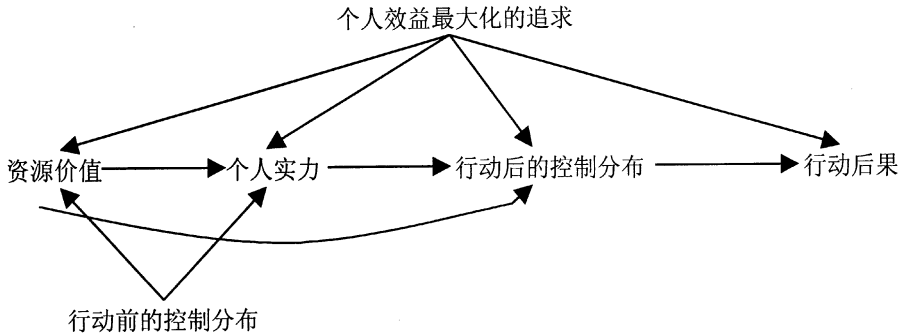 个人效益最大化的追求
资源价值
个人实力
行动后的控制分布
行动后果
行动前的控制分布